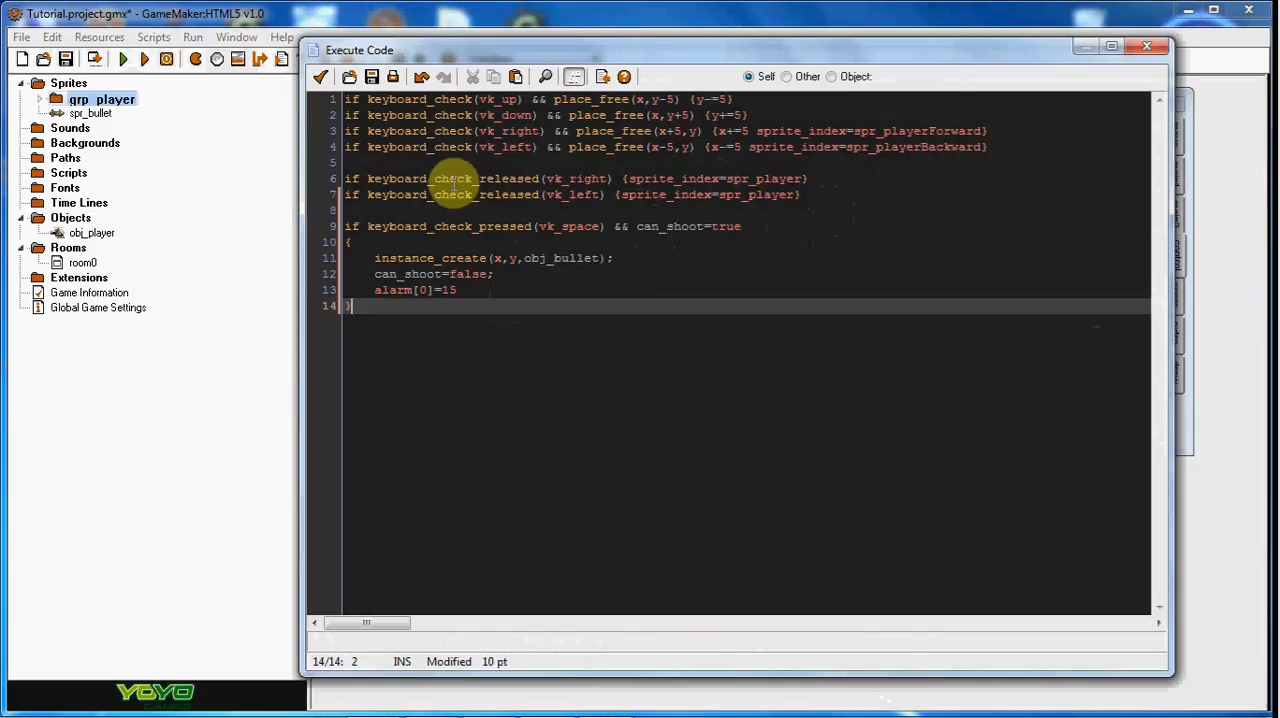 Tutorial.project.gmx* - GameMaker:HTML5 v1.0
File Edit Resources Scripts Run Window Help
Execute Code
Self Other Object:
Sprites
grp_player
spr_bullet
Sounds
Backgrounds
Paths
Scripts
Fonts
Time Lines
Objects
obj_player
Rooms
room0
Extensions
Game Information
Global Game Settings
1 if keyboard_check(vk_up) && place_free(x,y-5) {y-=5}
2 if keyboard_check(vk_down) && place_free(x,y+5) {y+=5}
3 if keyboard_check(vk_right) && place_free(x+5,y) {x+=5 sprite_index=spr_playerForward}
4 if keyboard_check(vk_left) && place_free(x-5,y) {x-=5 sprite_index=spr_playerBackward}
5
6 if keyboard_check_released(vk_right) {sprite_index=spr_player}
7 if keyboard_check_released(vk_left) {sprite_index=spr_player}
8
9 if keyboard_check_pressed(vk_space) && can_shoot=true
10 {
11 instance_create(x,y,obj_bullet);
12 can_shoot=false;
13 alarm[0]=15
14 }
14/14: 2 INS Modified 10 pt
YOYO
GAMES